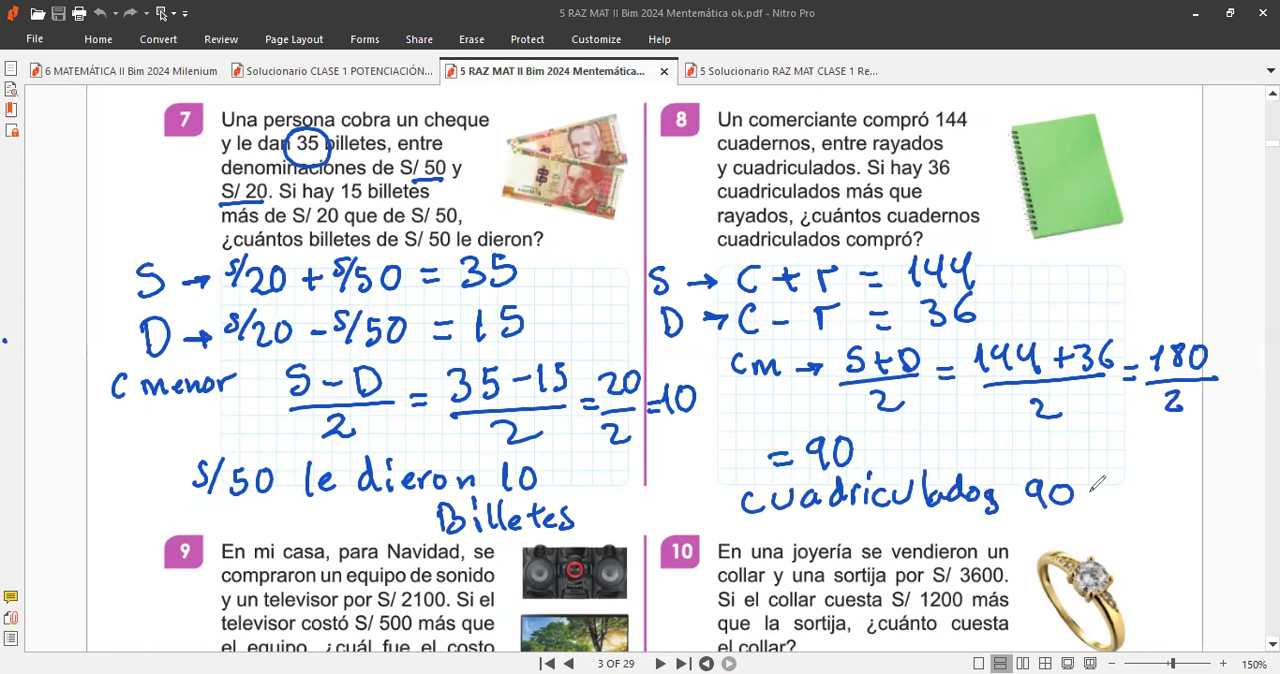 5 RAZ MAT II Bim 2024 Mentemática ok.pdf - Nitro Pro
File Home Convert Review Page Layout Forms Share Erase Protect Customize Help
6 MATEMÁTICA II Bim 2024 Milenium
Solucionario CLASE 1 POTENCIACIÓN...
5 RAZ MAT II Bim 2024 Mentemática...
5 Solucionario RAZ MAT CLASE 1 Re...
7
Una persona cobra un cheque
y le dan 35 billetes, entre
denominaciones de S/ 50 y
S/ 20. Si hay 15 billetes
más de S/ 20 que de S/ 50,
¿cuántos billetes de S/ 50 le dieron?
S → S/20 + S/50 = 35
D → S/20 - S/50 = 15
C menor S - D / 2 = 35 - 15 / 2 = 20 / 2 = 10
S/50 le dieron 10
Billetes
8
Un comerciante compró 144
cuadernos, entre rayados
y cuadriculados. Si hay 36
cuadriculados más que
rayados, ¿cuántos cuadernos
cuadriculados compró?
S → C + r = 144
D → C - r = 36
CM → S + D / 2 = 144 + 36 / 2 = 180 / 2
= 90
cuadriculados 90
9
En mi casa, para Navidad, se
compraron un equipo de sonido
y un televisor por S/ 2100. Si el
televisor costó S/ 500 más que
el equipo, ¿cuál fue el costo
10
En una joyería se vendieron un
collar y una sortija por S/ 3600.
Si el collar cuesta S/ 1200 más
que la sortija, ¿cuánto cuesta
el collar?
3 OF 29
150%